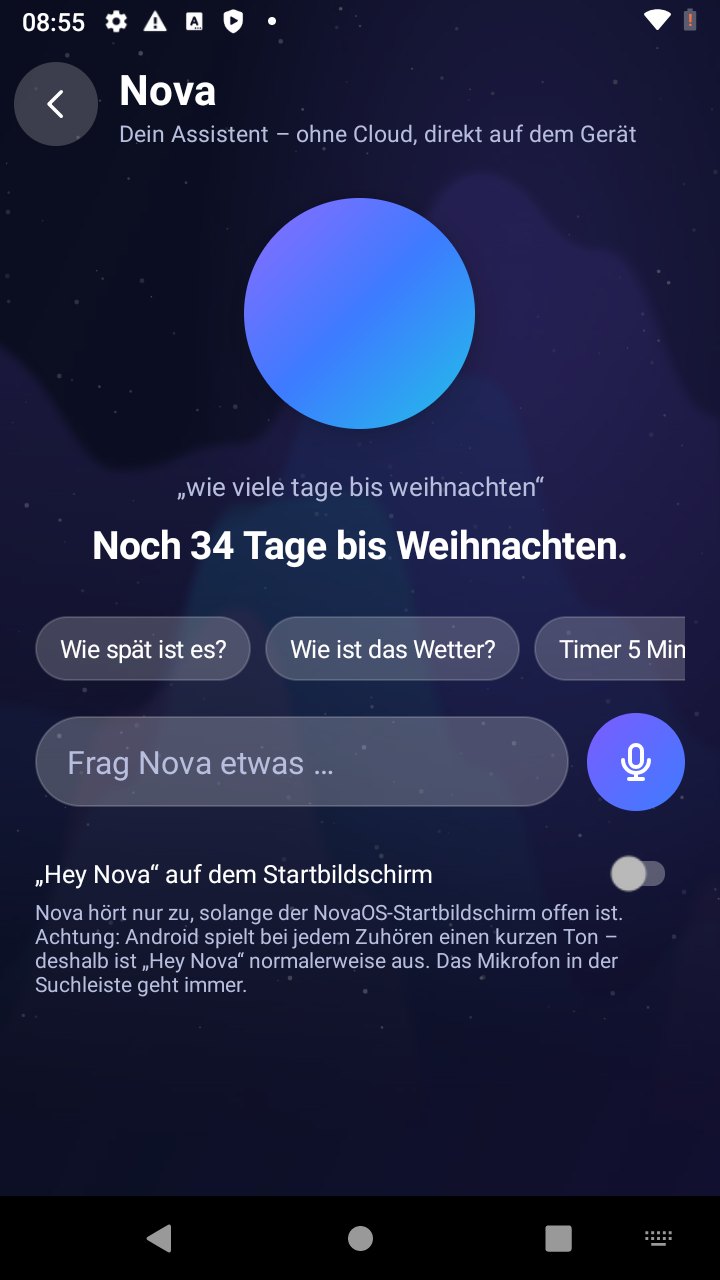 08:55
Nova
Dein Assistent – ohne Cloud, direkt auf dem Gerät
„wie viele tage bis weihnachten“
Noch 34 Tage bis Weihnachten.
Wie spät ist es? Wie ist das Wetter? Timer 5 Min
Frag Nova etwas …
„Hey Nova“ auf dem Startbildschirm
Nova hört nur zu, solange der NovaOS-Startbildschirm offen ist.
Achtung: Android spielt bei jedem Zuhören einen kurzen Ton –
deshalb ist „Hey Nova“ normalerweise aus. Das Mikrofon in der
Suchleiste geht immer.